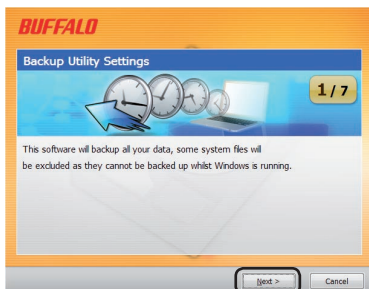 BUFFALO
Backup Utility Settings
1 / 7
This software will backup all your data, some system files will
be excluded as they cannot be backed up whilst Windows is running.
Next >
Cancel